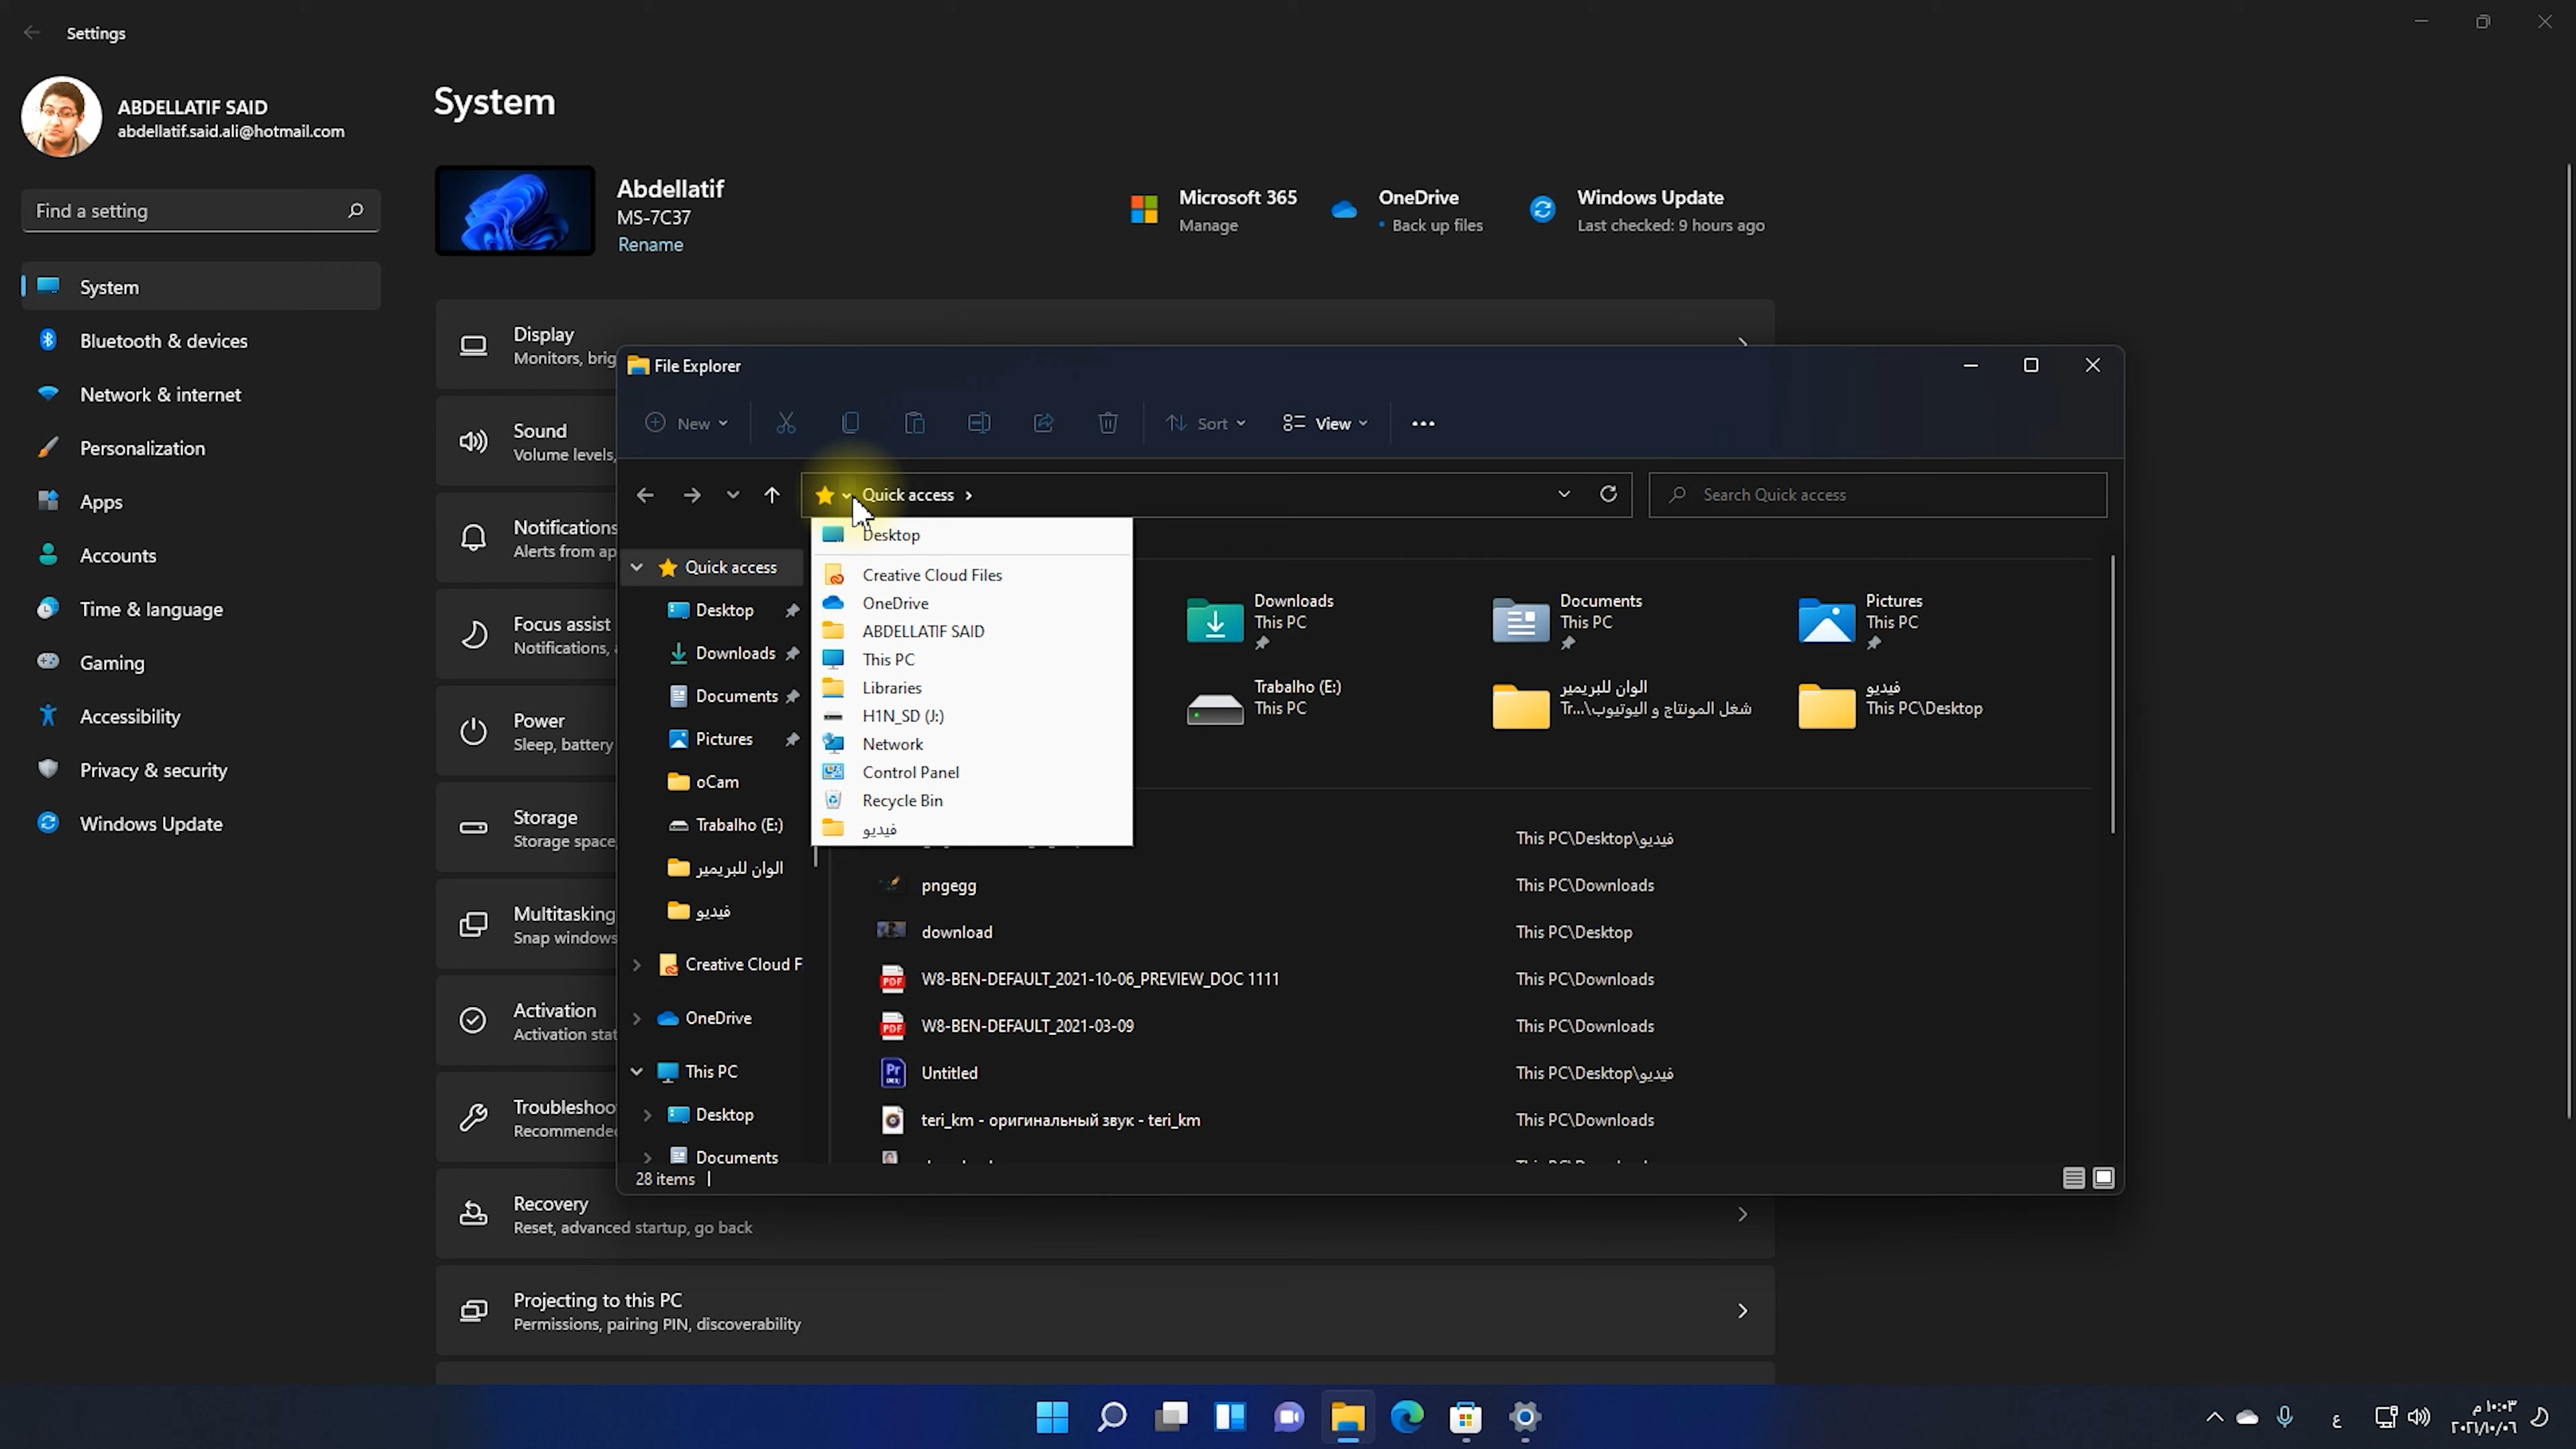 Settings
ABDELLATIF SAID
abdellatif.said.ali@hotmail.com
Find a setting
System
Bluetooth & devices
Network & internet
Personalization
Apps
Accounts
Time & language
Gaming
Accessibility
Privacy & security
Windows Update
System
Abdellatif
MS-7C37
Rename
Microsoft 365
Manage
OneDrive
Back up files
Windows Update
Last checked: 9 hours ago
Display
Monitors, brig
Sound
Volume levels,
Notifications
Alerts from ap
Focus assist
Notifications,
Power
Sleep, battery
Storage
Storage space,
Multitasking
Snap windows
Activation
Activation stat
Troubleshoo
Recommended
Recovery
Reset, advanced startup, go back
Projecting to this PC
Permissions, pairing PIN, discoverability
File Explorer
New
Sort
View
Quick access
Search Quick access
Quick access
Desktop
Downloads
Documents
Pictures
oCam
Trabalho (E:)
الوان للبريمير
فيديو
Creative Cloud F
OneDrive
This PC
Desktop
Documents
Desktop
Creative Cloud Files
OneDrive
ABDELLATIF SAID
This PC
Libraries
H1N_SD (J:)
Network
Control Panel
Recycle Bin
فيديو
Downloads
This PC
Documents
This PC
Pictures
This PC
Trabalho (E:)
This PC
الوان للبريمير
Tr...\شغل المونتاج و اليوتيوب
فيديو
This PC\Desktop
This PC\Desktop\فيديو
pngegg This PC\Downloads
download This PC\Desktop
W8-BEN-DEFAULT_2021-10-06_PREVIEW_DOC 1111 This PC\Downloads
W8-BEN-DEFAULT_2021-03-09 This PC\Downloads
Untitled This PC\Desktop\فيديو
teri_km - оригинальный звук - teri_km This PC\Downloads
28 items
ع
١٠:٠٣ م
٢٠٢١/١٠/٠٦